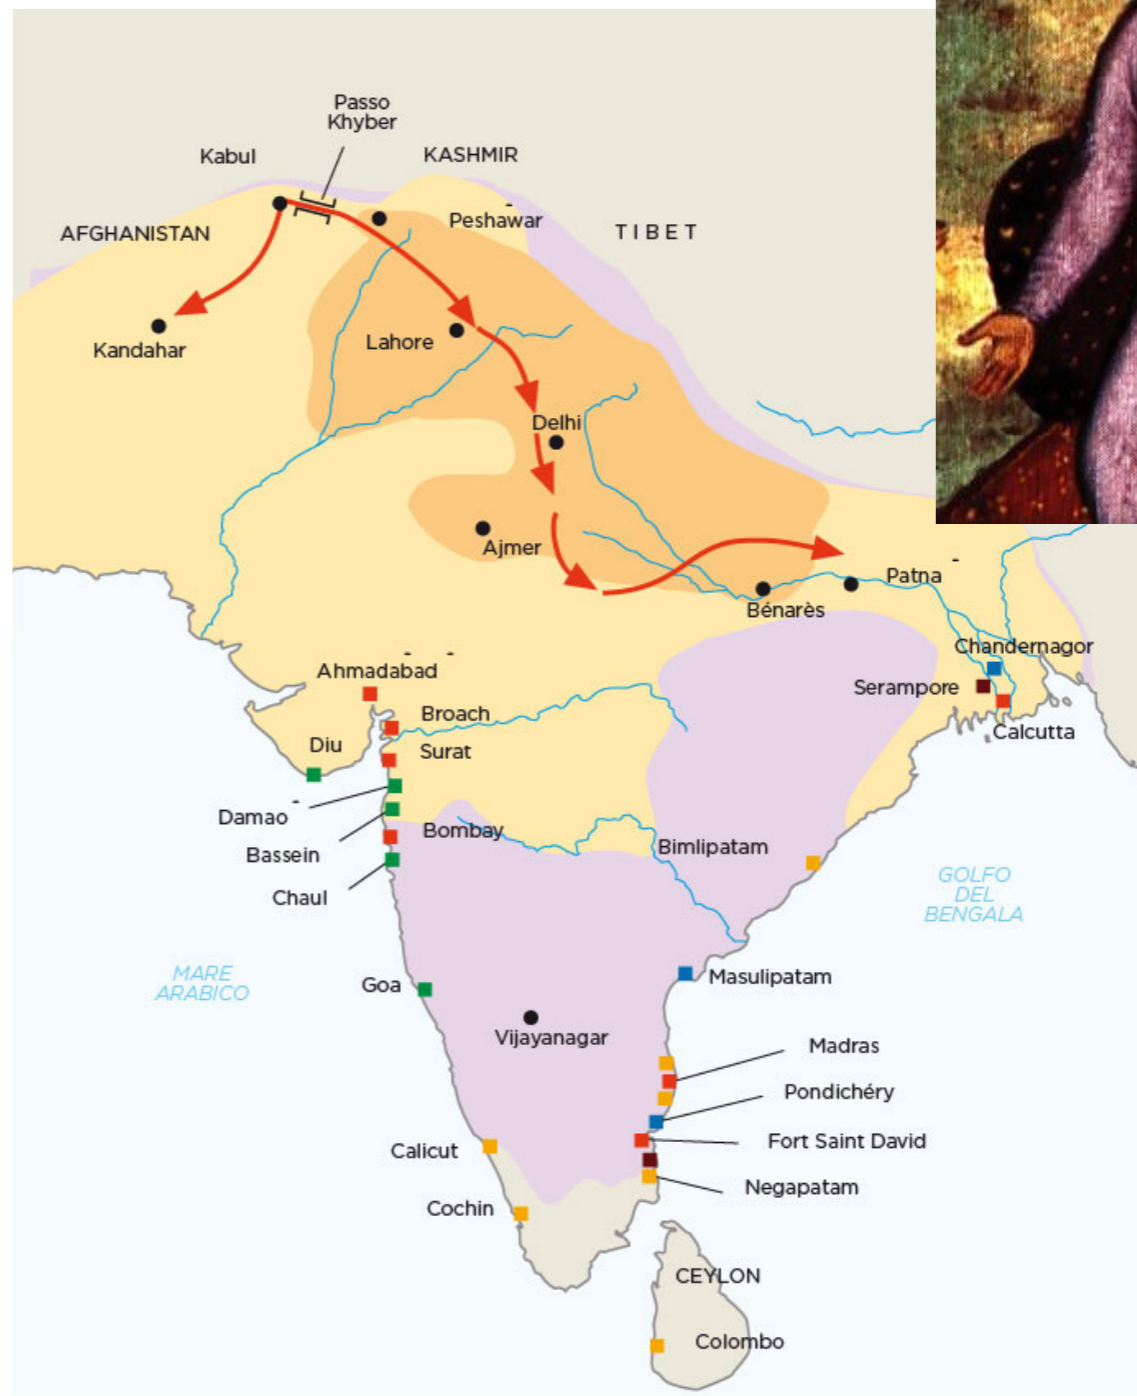 Passo
Khyber
Kabul
KASHMIR
Peshawar
AFGHANISTAN
TIBET
Lahore
Kandahar
Delhi
Ajmer
Patna
Bénarès
Chandernagor
Ahmadabad
Serampore
Broach
Calcutta
Diu
Surat
Damao
Bombay
Bassein
Bimlipatam
Chaul
GOLFO
DEL
BENGALA
MARE
ARABICO
Goa
Masulipatam
Vijayanagar
Madras
Pondichéry
Calicut
Fort Saint David
Negapatam
Cochin
CEYLON
Colombo